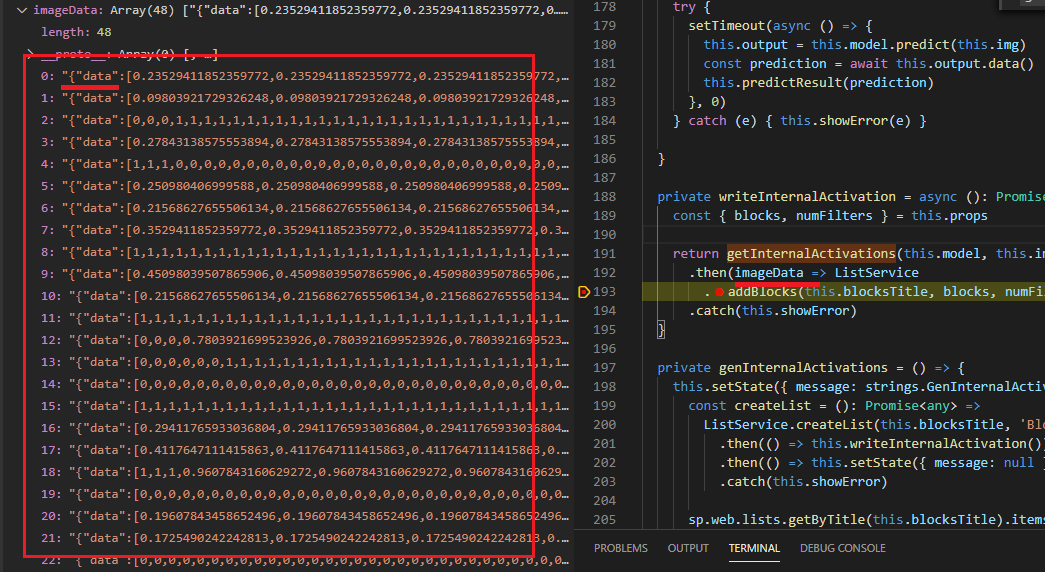 imageData: Array(48) ["{"data":[0.23529411852359772,0.23529411852359772,0……
length: 48
__proto__: Array(0) [, …]
0: "{"data":[0.23529411852359772,0.23529411852359772,0.23529411852359772,…
1: "{"data":[0.09803921729326248,0.09803921729326248,0.09803921729326248,…
2: "{"data":[0,0,0,1,1,1,1,1,1,1,1,1,1,1,1,1,1,1,1,1,1,1,1,1,1,1,1,1,1,1,…
3: "{"data":[0.27843138575553894,0.27843138575553894,0.27843138575553894,…
4: "{"data":[1,1,1,0,0,0,0,0,0,0,0,0,0,0,0,0,0,0,0,0,0,0,0,0,0,0,0,0,0,0,…
5: "{"data":[0.250980406999588,0.250980406999588,0.250980406999588,0.2509…
6: "{"data":[0.21568627655506134,0.21568627655506134,0.21568627655506134,…
7: "{"data":[0.3529411852359772,0.3529411852359772,0.3529411852359772,0.3…
8: "{"data":[1,1,1,1,1,1,1,1,1,1,1,1,1,1,1,1,1,1,1,1,1,1,1,1,1,1,1,1,1,1,…
9: "{"data":[0.45098039507865906,0.45098039507865906,0.45098039507865906,…
10: "{"data":[0.21568627655506134,0.21568627655506134,0.21568627655506134…
11: "{"data":[1,1,1,1,1,1,1,1,1,1,1,1,1,1,1,1,1,1,1,1,1,1,1,1,1,1,1,1,1,1…
12: "{"data":[0,0,0,0.7803921699523926,0.7803921699523926,0.7803921699523…
13: "{"data":[0,0,0,0,0,0,1,1,1,1,1,1,1,1,1,1,1,1,1,1,1,1,1,1,1,1,1,1,1,1…
14: "{"data":[0,0,0,0,0,0,0,0,0,0,0,0,0,0,0,0,0,0,0,0,0,0,0,0,0,0,0,0,0,0…
15: "{"data":[1,1,1,1,1,1,1,1,1,1,1,1,1,1,1,1,1,1,1,1,1,1,1,1,1,1,1,1,1,1…
16: "{"data":[0.29411765933036804,0.29411765933036804,0.29411765933036804…
17: "{"data":[0.4117647111415863,0.4117647111415863,0.4117647111415863,0.…
18: "{"data":[1,1,1,0.9607843160629272,0.9607843160629272,0.9607843160629…
19: "{"data":[0,0,0,0,0,0,0,0,0,0,0,0,0,0,0,0,0,0,0,0,0,0,0,0,0,0,0,0,0,0…
20: "{"data":[0.19607843458652496,0.19607843458652496,0.19607843458652496…
21: "{"data":[0.1725490242242813,0.1725490242242813,0.1725490242242813,0.…
22: "{"data":[0,0,0,0,0,0,0,0,0,0,0,0,0,0,0,0,0,0,0,0,0,0,0,0,0,0,0,0,0,0…
178 try {
179 setTimeout(async () => {
180 this.output = this.model.predict(this.img)
181 const prediction = await this.output.data()
182 this.predictResult(prediction)
183 }, 0)
184 } catch (e) { this.showError(e) }
185
186 }
187
188 private writeInternalActivation = async (): Promise
189 const { blocks, numFilters } = this.props
190
191 return getInternalActivations(this.model, this.in
192 .then(imageData => ListService
193 . addBlocks(this.blocksTitle, blocks, numFi
194 .catch(this.showError)
195 }
196
197 private genInternalActivations = () => {
198 this.setState({ message: strings.GenInternalActiv
199 const createList = (): Promise<any> =>
200 ListService.createList(this.blocksTitle, 'Blo
201 .then(() => this.writeInternalActivation()
202 .then(() => this.setState({ message: null }
203 .catch(this.showError)
204
205 sp.web.lists.getByTitle(this.blocksTitle).items
PROBLEMS OUTPUT TERMINAL DEBUG CONSOLE